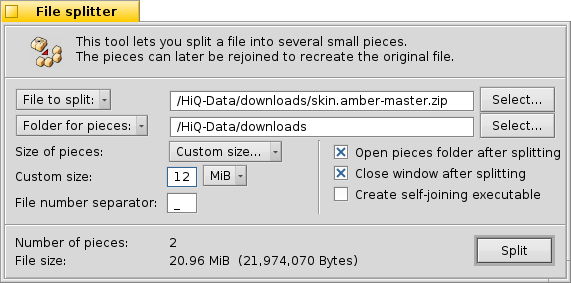 File splitter
This tool lets you split a file into several small pieces.
The pieces can later be rejoined to recreate the original file.
File to split: /HiQ-Data/downloads/skin.amber-master.zip Select...
Folder for pieces: /HiQ-Data/downloads Select...
Size of pieces: Custom size... Open pieces folder after splitting
Custom size: 12 MiB Close window after splitting
File number separator: _ Create self-joining executable
Number of pieces: 2
File size: 20.96 MiB (21,974,070 Bytes)
Split